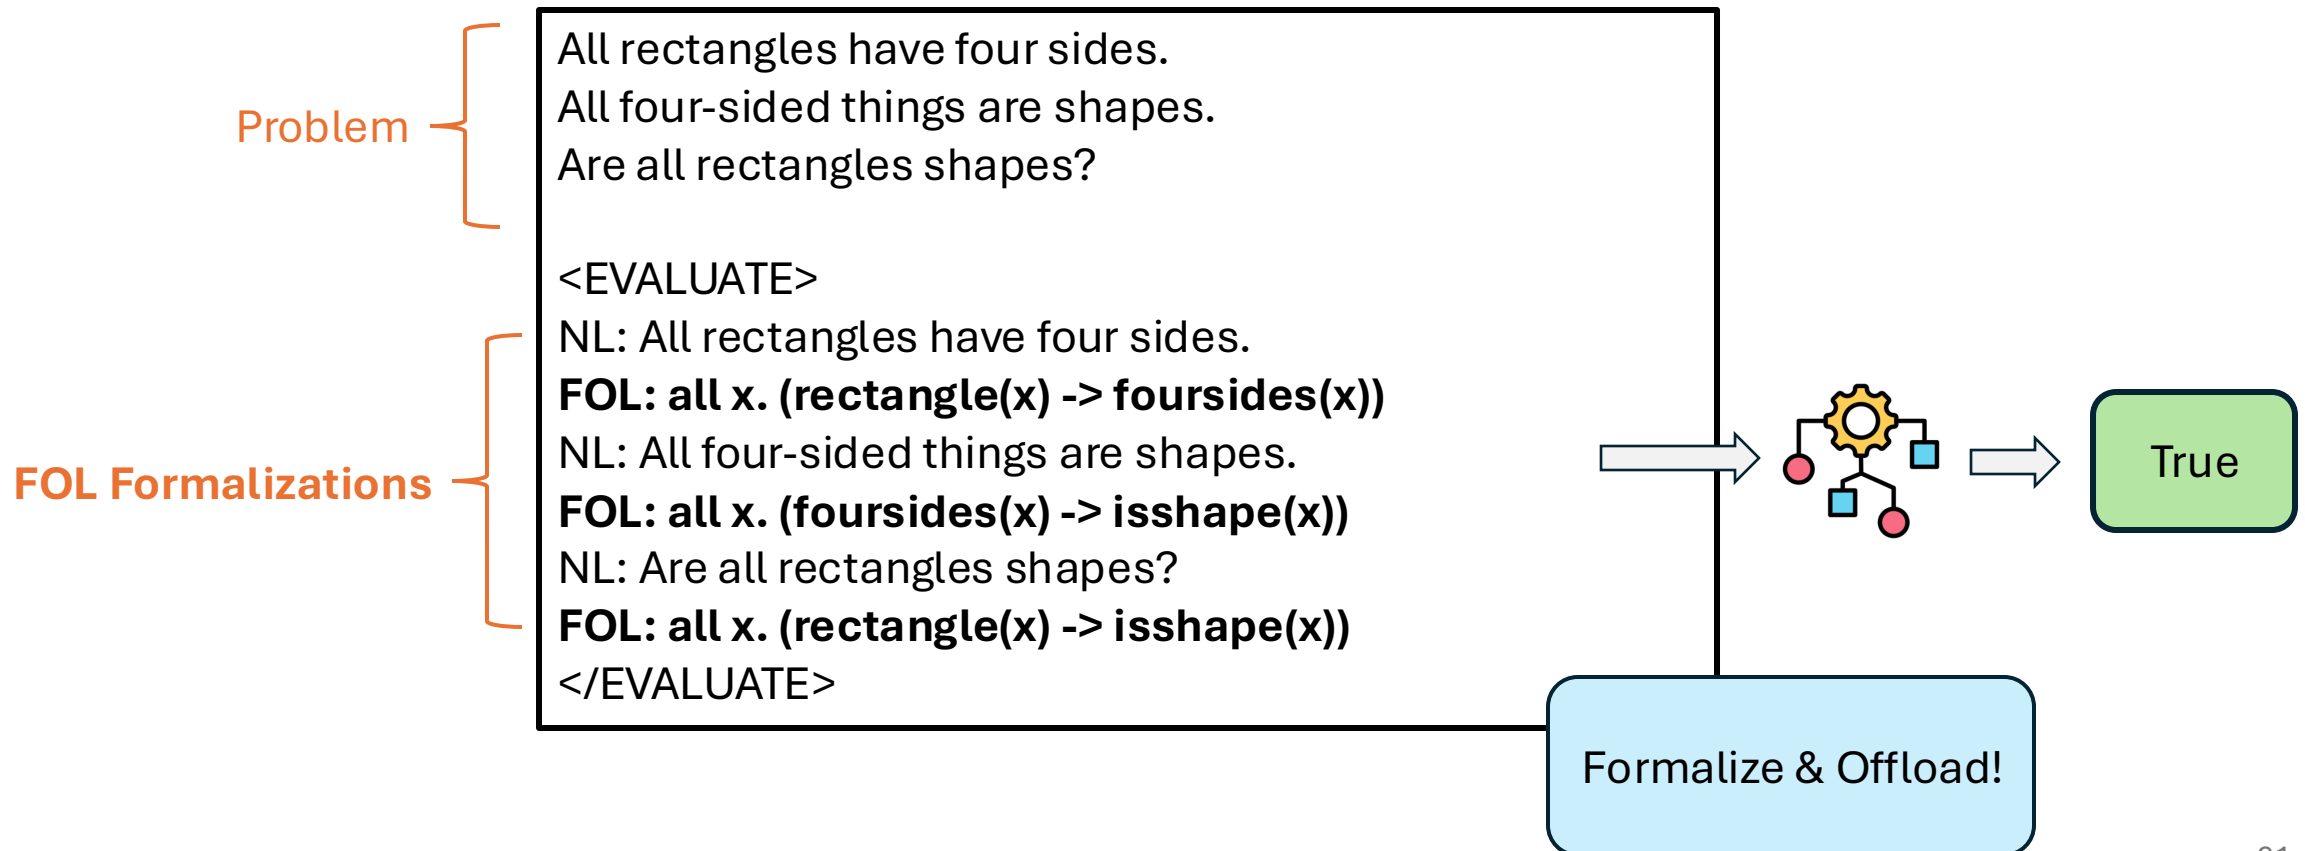 All rectangles have four sides.
All four-sided things are shapes.
Are all rectangles shapes?
Problem
<EVALUATE>
NL: All rectangles have four sides.
FOL: all x. (rectangle(x) -> foursides(x))
NL: All four-sided things are shapes.
FOL: all x. (foursides(x) -> isshape(x))
NL: Are all rectangles shapes?
FOL: all x. (rectangle(x) -> isshape(x))
</EVALUATE>
FOL Formalizations
True
Formalize & Offload!